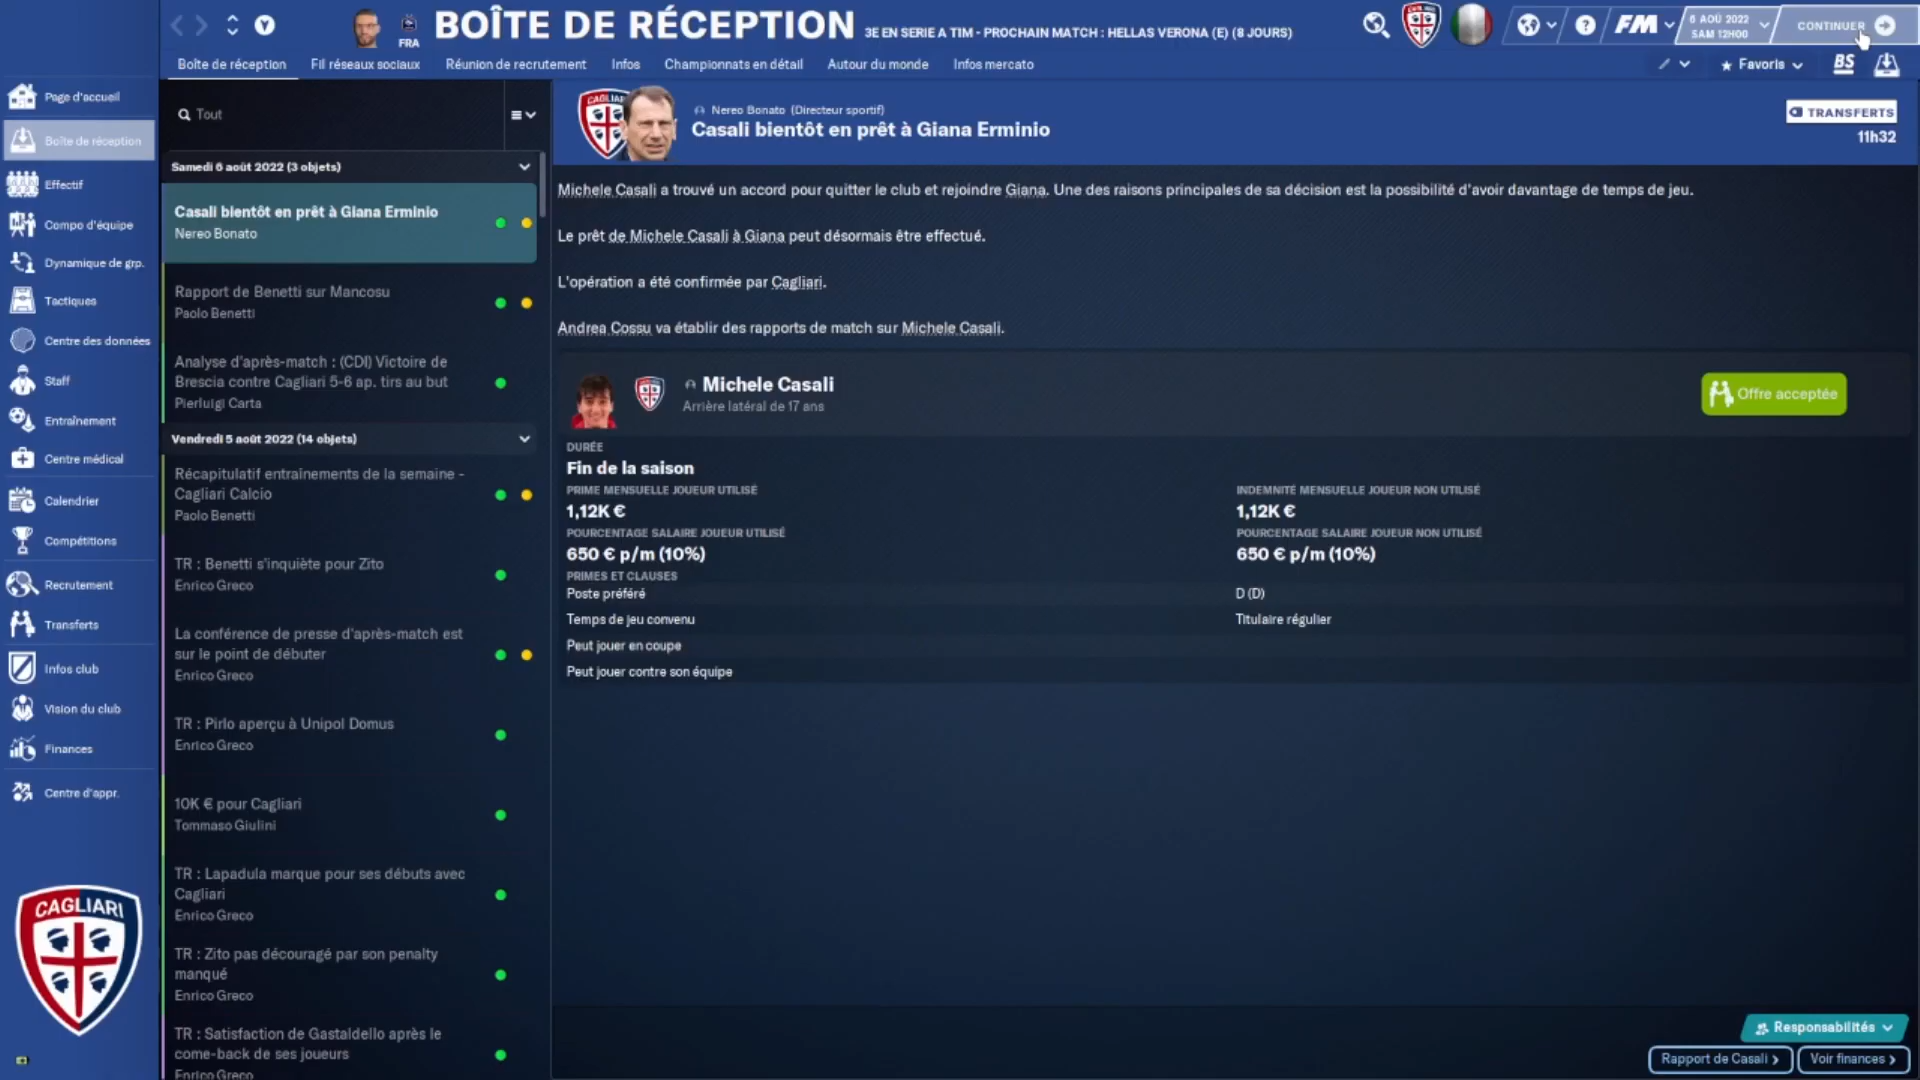 BOÎTE DE RÉCEPTION
3E EN SERIE A TIM - PROCHAIN MATCH : HELLAS VERONA (E) (8 JOURS)
FRA
FM
6 AOÛ 2022
SAM 12H00
CONTINUER
Boîte de réception
Fil réseaux sociaux
Réunion de recrutement
Infos
Championnats en détail
Autour du monde
Infos mercato
Favoris
BS
Page d'accueil
Boîte de réception
Effectif
Compo d'équipe
Dynamique de grp.
Tactiques
Centre des données
Staff
Entraînement
Centre médical
Calendrier
Compétitions
Recrutement
Transferts
Infos club
Vision du club
Finances
Centre d'appr.
CAGLIARI
Tout
Samedi 6 août 2022 (3 objets)
Casali bientôt en prêt à Giana Erminio
Nereo Bonato
Rapport de Benetti sur Mancosu
Paolo Benetti
Analyse d'après-match : (CDI) Victoire de
Brescia contre Cagliari 5-6 ap. tirs au but
Pierluigi Carta
Vendredi 5 août 2022 (14 objets)
Récapitulatif entraînements de la semaine -
Cagliari Calcio
Paolo Benetti
TR : Benetti s'inquiète pour Zito
Enrico Greco
La conférence de presse d'après-match est
sur le point de débuter
Enrico Greco
TR : Pirlo aperçu à Unipol Domus
Enrico Greco
10K € pour Cagliari
Tommaso Giulini
TR : Lapadula marque pour ses débuts avec
Cagliari
Enrico Greco
TR : Zito pas découragé par son penalty
manqué
Enrico Greco
TR : Satisfaction de Gastaldello après le
come-back de ses joueurs
Enrico Greco
CAGLIARI
Nereo Bonato (Directeur sportif)
Casali bientôt en prêt à Giana Erminio
TRANSFERTS
11h32
Michele Casali a trouvé un accord pour quitter le club et rejoindre Giana. Une des raisons principales de sa décision est la possibilité d'avoir davantage de temps de jeu.
Le prêt de Michele Casali à Giana peut désormais être effectué.
L'opération a été confirmée par Cagliari.
Andrea Cossu va établir des rapports de match sur Michele Casali.
Michele Casali
Arrière latéral de 17 ans
Offre acceptée
DURÉE
Fin de la saison
PRIME MENSUELLE JOUEUR UTILISÉ
INDEMNITÉ MENSUELLE JOUEUR NON UTILISÉ
1,12K €
1,12K €
POURCENTAGE SALAIRE JOUEUR UTILISÉ
POURCENTAGE SALAIRE JOUEUR NON UTILISÉ
650 € p/m (10%)
650 € p/m (10%)
PRIMES ET CLAUSES
Poste préféré
D (D)
Temps de jeu convenu
Titulaire régulier
Peut jouer en coupe
Peut jouer contre son équipe
Responsabilités
Rapport de Casali
Voir finances